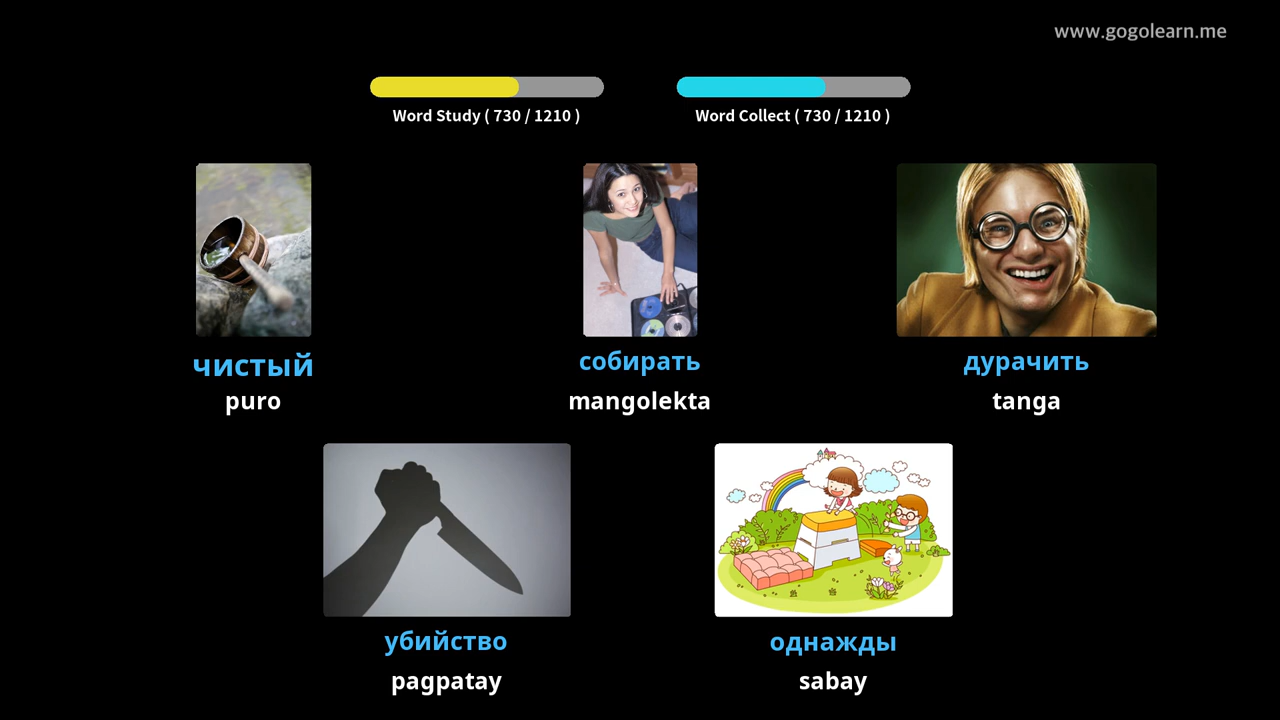 www.gogolearn.me
Word Study ( 730 / 1210 )
Word Collect ( 730 / 1210 )
чистый
puro
собирать
mangolekta
дурачить
tanga
убийство
pagpatay
однажды
sabay